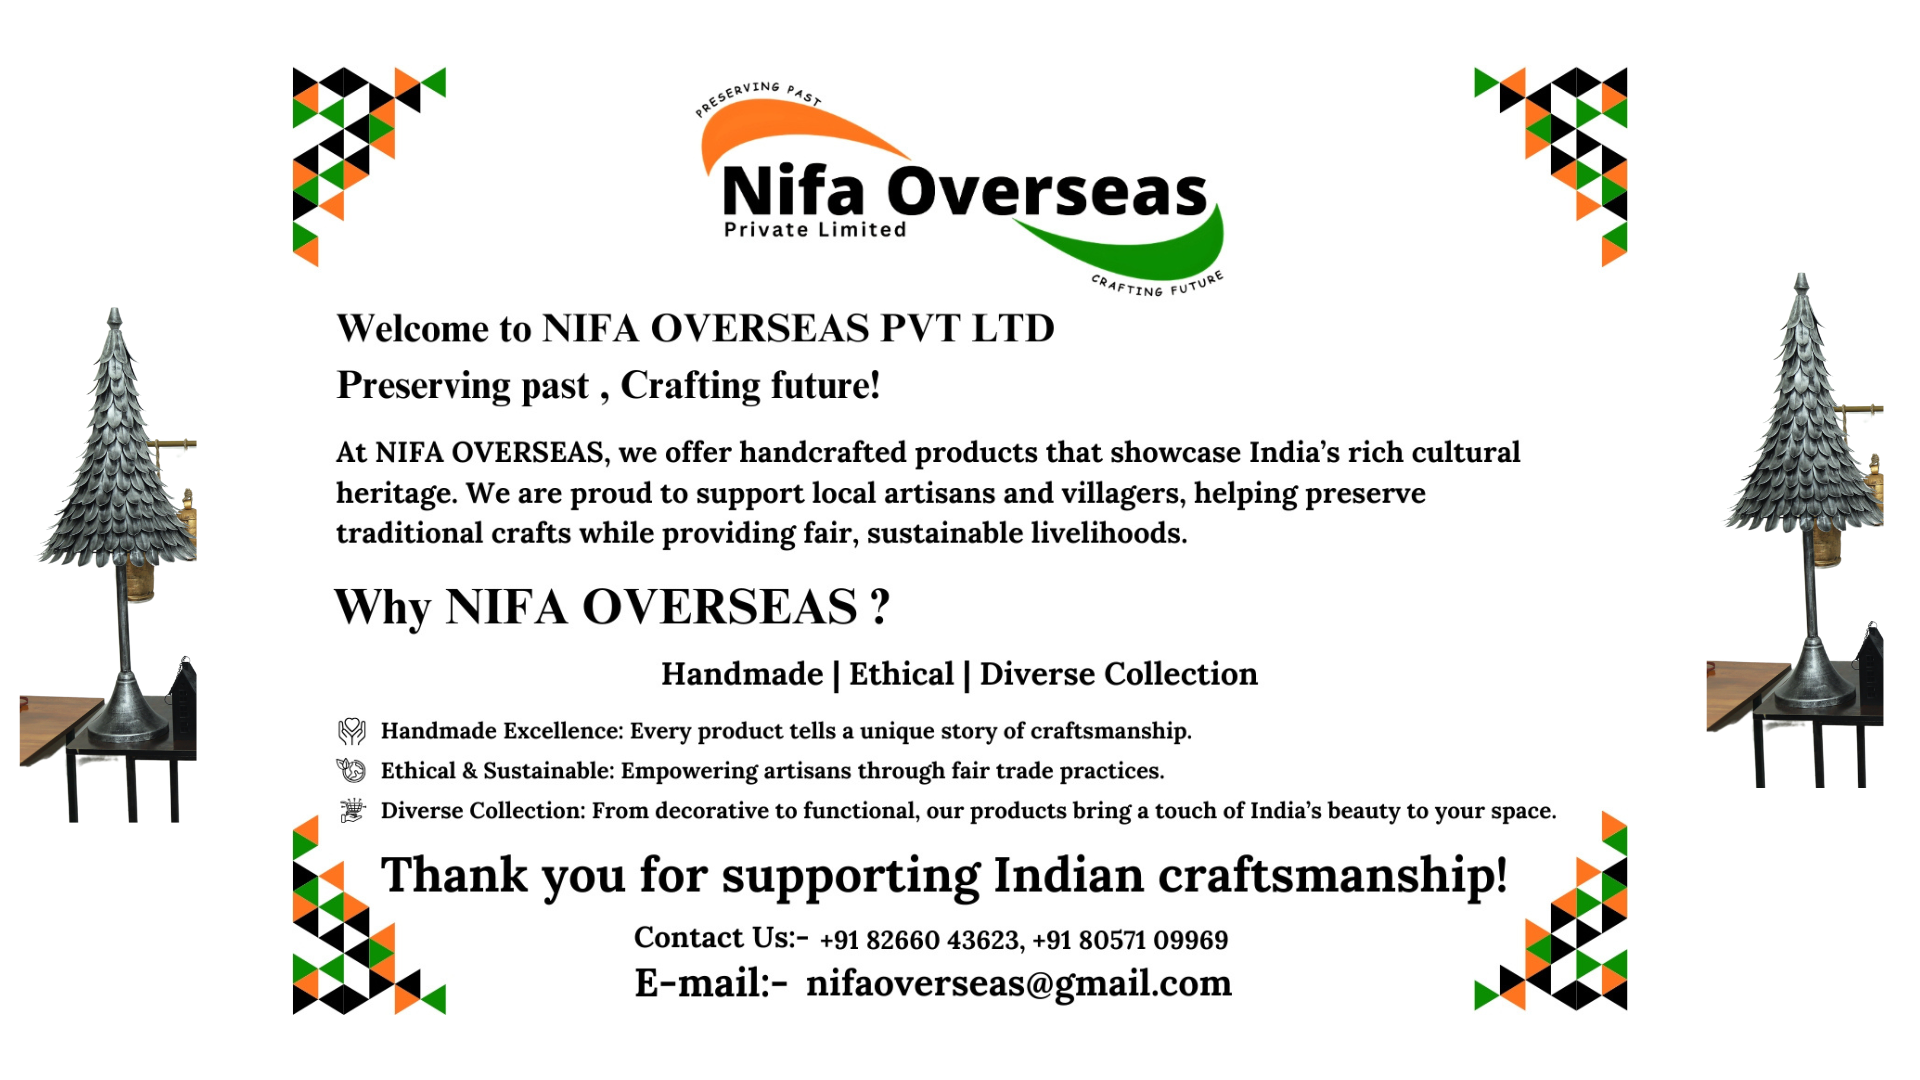 PRESERVING PAST
Nifa Overseas
Private Limited
CRAFTING FUTURE
Welcome to NIFA OVERSEAS PVT LTD
Preserving past , Crafting future!
At NIFA OVERSEAS, we offer handcrafted products that showcase India’s rich cultural
heritage. We are proud to support local artisans and villagers, helping preserve
traditional crafts while providing fair, sustainable livelihoods.
Why NIFA OVERSEAS ?
Handmade | Ethical | Diverse Collection
Handmade Excellence: Every product tells a unique story of craftsmanship.
Ethical & Sustainable: Empowering artisans through fair trade practices.
Diverse Collection: From decorative to functional, our products bring a touch of India’s beauty to your space.
Thank you for supporting Indian craftsmanship!
Contact Us:- +91 82660 43623, +91 80571 09969
E-mail:- nifaoverseas@gmail.com